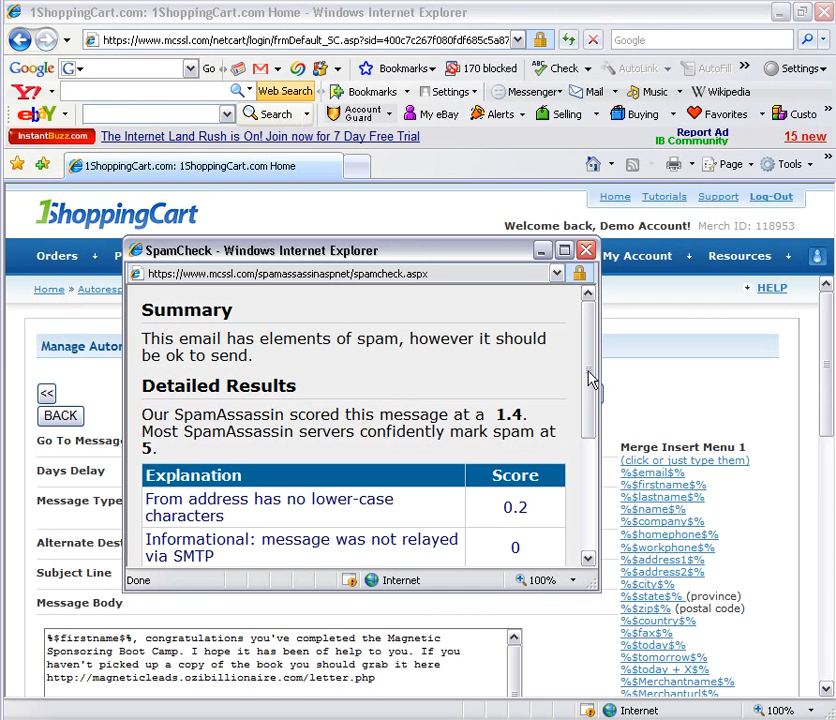 1ShoppingCart.com: 1ShoppingCart.com Home - Windows Internet Explorer
https://www.mcssl.com/netcart/login/frmDefault_SC.asp?sid=400c7c267f080fdf685c5a87
Google
Google G Go Bookmarks 170 blocked Check AutoLink AutoFill Settings
Y! Web Search Bookmarks Settings Messenger Mail Music Wikipedia
eBay Search Account Guard My eBay Alerts Selling Buying Favorites Custo
InstantBuzz.com The Internet Land Rush is On! Join now for 7 Day Free Trial Report Ad 15 new
IB Community
1ShoppingCart.com: 1ShoppingCart.com Home Page Tools
1ShoppingCart
Home Tutorials Support Log-Out
Welcome back, Demo Account! Merch ID: 118953
Orders P My Account Resources
Home » Autoresp
HELP
Manage Autor
<<
BACK
Go To Messag
Days Delay
Message Type
Alternate Dest
Subject Line
Message Body
SpamCheck - Windows Internet Explorer
https://www.mcssl.com/spamassassinaspnet/spamcheck.aspx
Summary
This email has elements of spam, however it should
be ok to send.
Detailed Results
Our SpamAssassin scored this message at a 1.4.
Most SpamAssassin servers confidently mark spam at
5.
Explanation Score
From address has no lower-case
characters 0.2
Informational: message was not relayed
via SMTP 0
Done Internet 100%
Merge Insert Menu 1
(click or just type them)
%$email$%
%$firstname$%
%$lastname$%
%$name$%
%$company$%
%$homephone$%
%$workphone$%
%$address1$%
%$address2$%
%$city$%
%$state$% (province)
%$zip$% (postal code)
%$country$%
%$fax$%
%$today$%
%$tomorrow$%
%$today + X$%
%$Merchantname$%
%$Merchanturl$%
%$firstname$%, congratulations you've completed the Magnetic
Sponsoring Boot Camp. I hope it has been of help to you. If you
haven't picked up a copy of the book you should grab it here
http://magneticleads.ozibillionaire.com/letter.php
Internet 100%